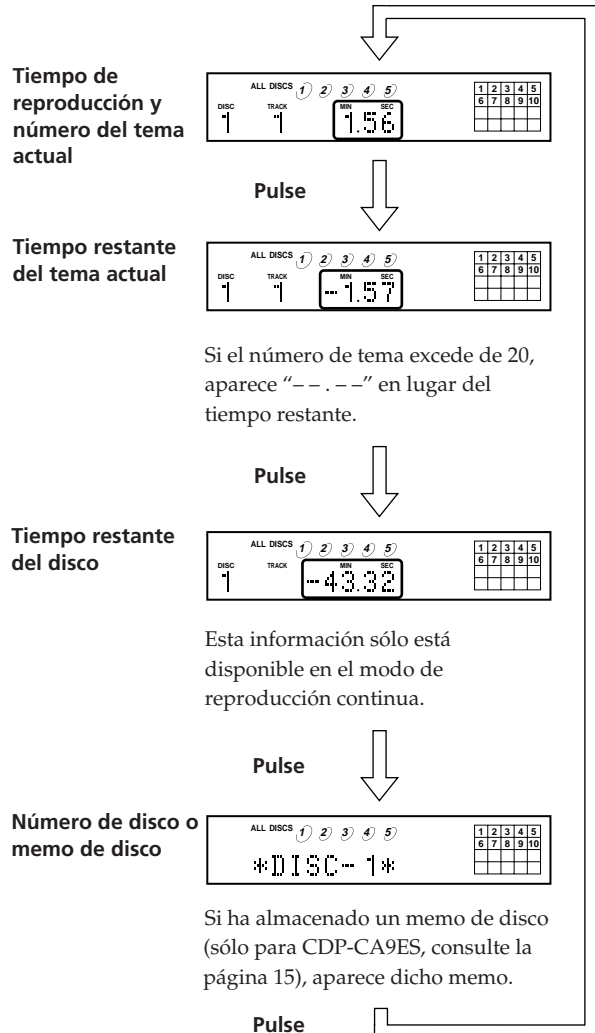 Tiempo de
reproducción y
número del tema
actual
ALL DISCS 1 2 3 4 5
DISC TRACK MIN SEC
1 1 1.56
1 2 3 4 5
6 7 8 9 10
Pulse
Tiempo restante
del tema actual
ALL DISCS 1 2 3 4 5
DISC TRACK MIN SEC
1 1 -1.57
1 2 3 4 5
6 7 8 9 10
Si el número de tema excede de 20,
aparece “– – . – –” en lugar del
tiempo restante.
Pulse
Tiempo restante
del disco
ALL DISCS 1 2 3 4 5
DISC TRACK MIN SEC
1 -43.32
1 2 3 4 5
6 7 8 9 10
Esta información sólo está
disponible en el modo de
reproducción continua.
Pulse
Número de disco o
memo de disco
ALL DISCS 1 2 3 4 5
*DISC-1*
1 2 3 4 5
6 7 8 9 10
Si ha almacenado un memo de disco
(sólo para CDP-CA9ES, consulte la
página 15), aparece dicho memo.
Pulse